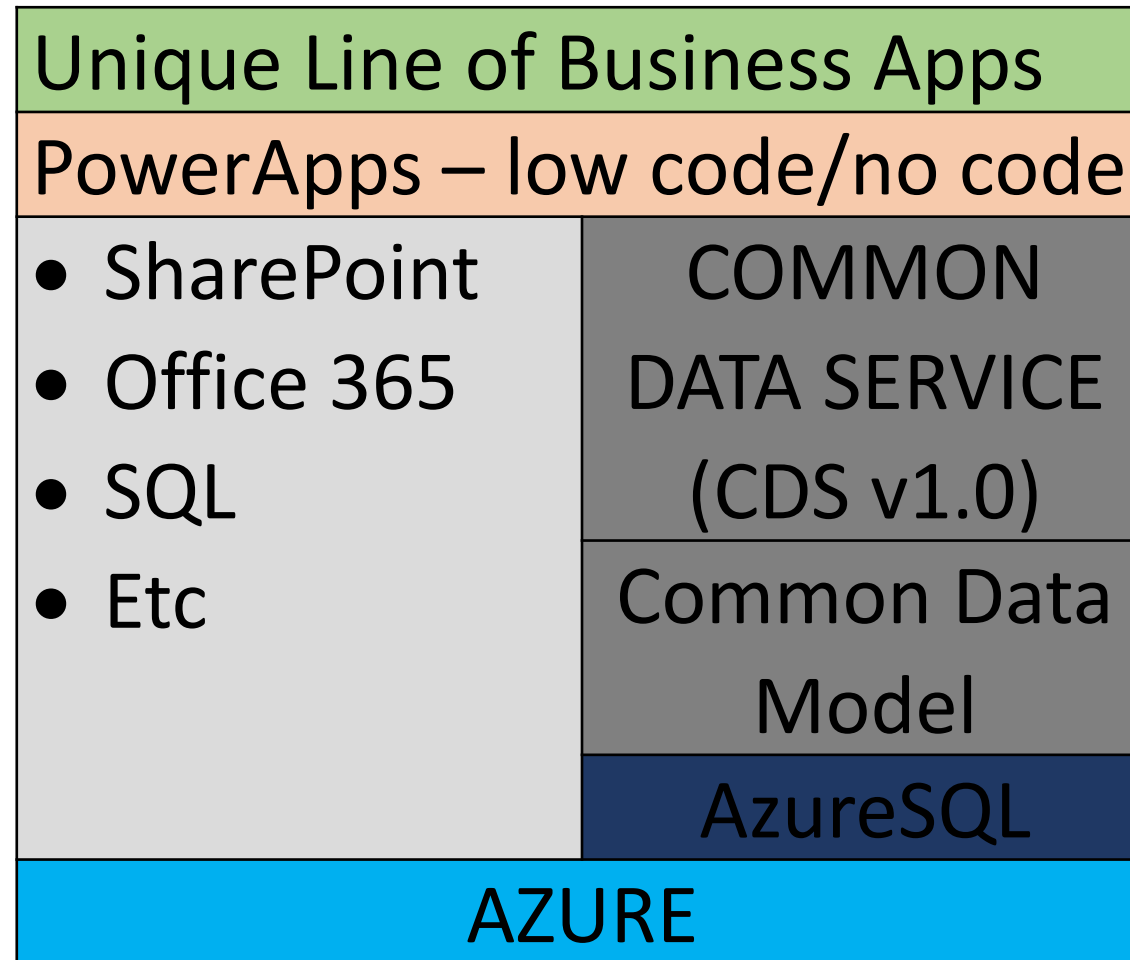 Unique Line of Business Apps
PowerApps – low code/no code
• SharePoint
• Office 365
• SQL
• Etc
COMMON
DATA SERVICE
(CDS v1.0)
Common Data
Model
AzureSQL
AZURE